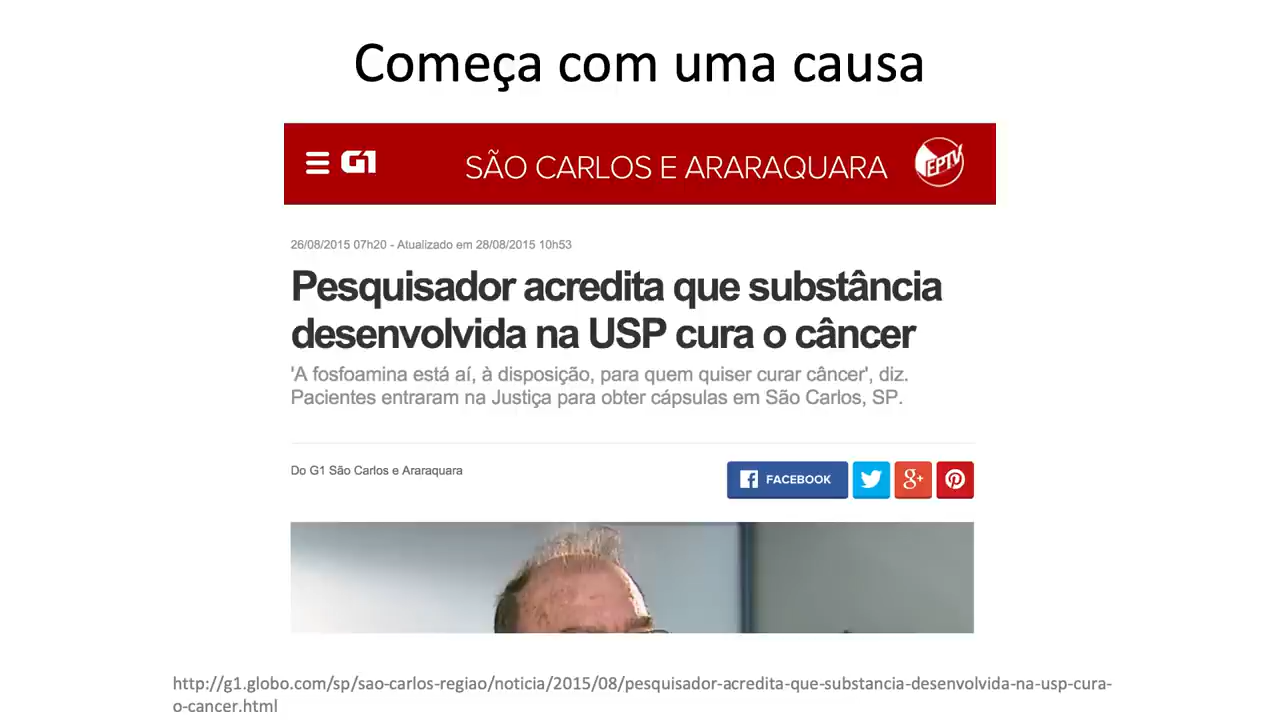 Começa com uma causa
G1
SÃO CARLOS E ARARAQUARA
EPTV
26/08/2015 07h20 - Atualizado em 28/08/2015 10h53
Pesquisador acredita que substância
desenvolvida na USP cura o câncer
'A fosfoamina está aí, à disposição, para quem quiser curar câncer', diz.
Pacientes entraram na Justiça para obter cápsulas em São Carlos, SP.
Do G1 São Carlos e Araraquara
FACEBOOK
g+
http://g1.globo.com/sp/sao-carlos-regiao/noticia/2015/08/pesquisador-acredita-que-substancia-desenvolvida-na-usp-cura-
o-cancer.html